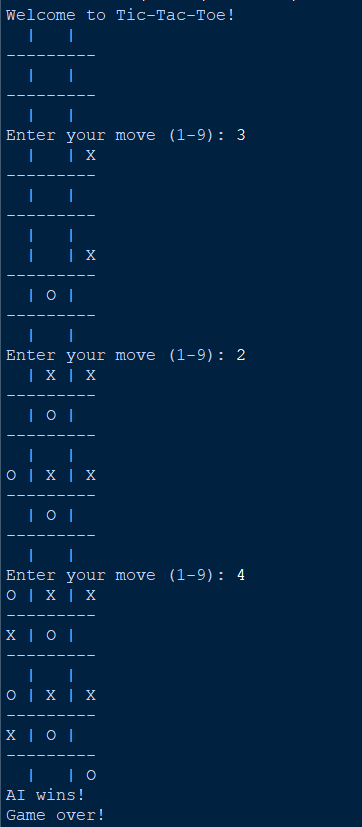 Welcome to Tic-Tac-Toe!
  |   |  
---------
  |   |  
---------
  |   |  
Enter your move (1-9): 3
  |   | X
---------
  |   |  
---------
  |   |  
  |   | X
---------
  | O |  
---------
  |   |  
Enter your move (1-9): 2
  | X | X
---------
  | O |  
---------
  |   |  
O | X | X
---------
  | O |  
---------
  |   |  
Enter your move (1-9): 4
O | X | X
---------
X | O |  
---------
  |   |  
O | X | X
---------
X | O |  
---------
  |   | O
AI wins!
Game over!